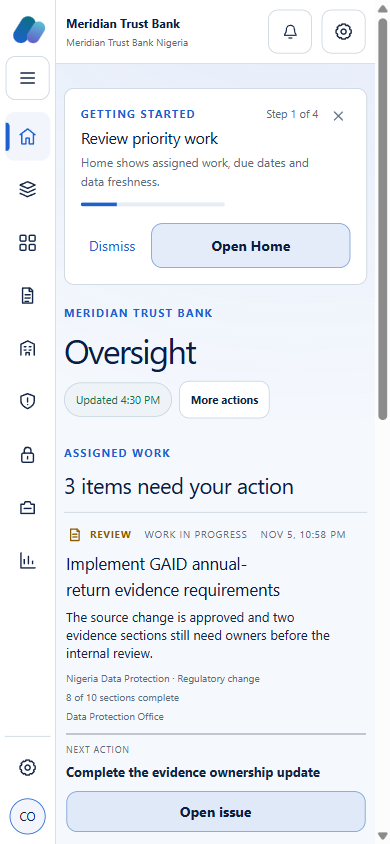 Meridian Trust Bank
Meridian Trust Bank Nigeria
GETTING STARTED
Step 1 of 4
Review priority work
Home shows assigned work, due dates and
data freshness.
Dismiss
Open Home
MERIDIAN TRUST BANK
Oversight
Updated 4:30 PM
More actions
ASSIGNED WORK
3 items need your action
REVIEW WORK IN PROGRESS NOV 5, 10:58 PM
Implement GAID annual-
return evidence requirements
The source change is approved and two
evidence sections still need owners before the
internal review.
Nigeria Data Protection · Regulatory change
8 of 10 sections complete
Data Protection Office
NEXT ACTION
Complete the evidence ownership update
Open issue
CO